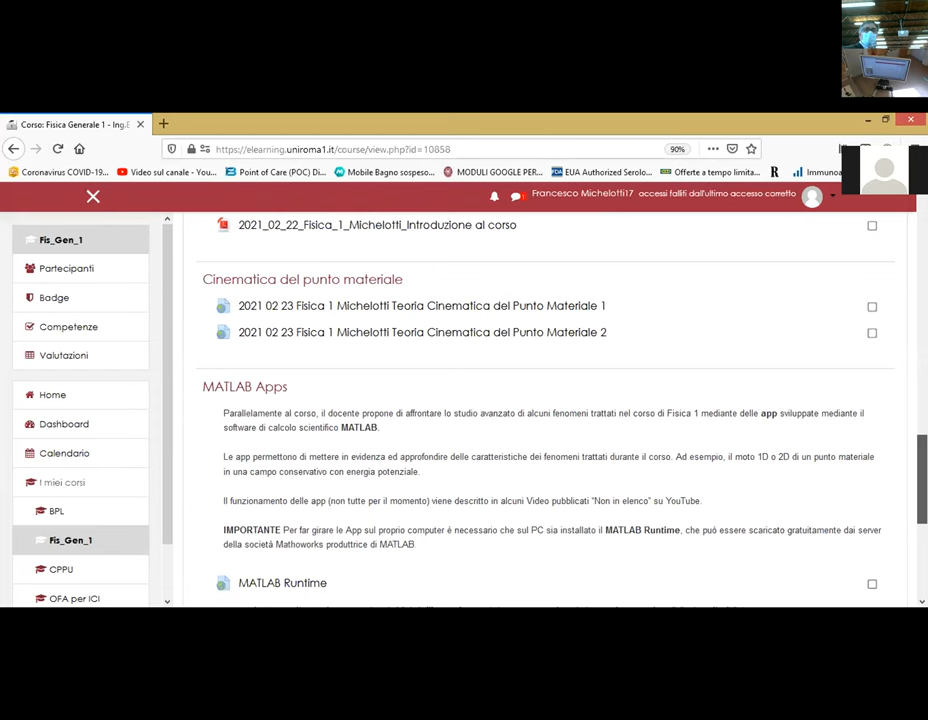 Corso: Fisica Generale 1 - Ing.E
https://elearning.uniroma1.it/course/view.php?id=10858
90%
Coronavirus COVID-19...
Video sul canale - You...
Point of Care (POC) Di...
Mobile Bagno sospeso...
MODULI GOOGLE PER...
FDA EUA Authorized Serolo...
Offerte a tempo limitat...
R
Immunoa
Francesco Michelotti17 accessi falliti dall'ultimo accesso corretto
Fis_Gen_1
Partecipanti
Badge
Competenze
Valutazioni
Home
Dashboard
Calendario
I miei corsi
BPL
Fis_Gen_1
CPPU
OFA per ICI
2021_02_22_Fisica_1_Michelotti_Introduzione al corso
Cinematica del punto materiale
2021 02 23 Fisica 1 Michelotti Teoria Cinematica del Punto Materiale 1
2021 02 23 Fisica 1 Michelotti Teoria Cinematica del Punto Materiale 2
MATLAB Apps
Parallelamente al corso, il docente propone di affrontare lo studio avanzato di alcuni fenomeni trattati nel corso di Fisica 1 mediante delle app sviluppate mediante il
software di calcolo scientifico MATLAB.
Le app permettono di mettere in evidenza ed approfondire delle caratteristiche dei fenomeni trattati durante il corso. Ad esempio, il moto 1D o 2D di un punto materiale
in una campo conservativo con energia potenziale.
Il funzionamento delle app (non tutte per il momento) viene descritto in alcuni Video pubblicati "Non in elenco" su YouTube.
IMPORTANTE Per far girare le App sul proprio computer è necessario che sul PC sia installato il MATLAB Runtime, che può essere scaricato gratuitamente dai server
della società Mathoworks produttrice di MATLAB.
MATLAB Runtime